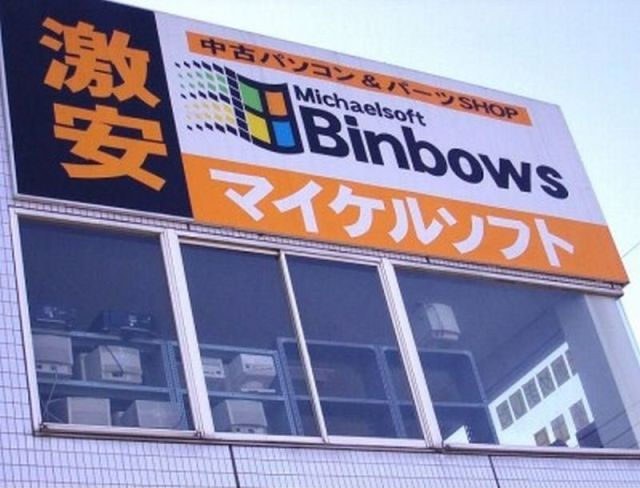 激安
中古パソコン&パーツSHOP
Michaelsoft
Binbows
マイケルソフト